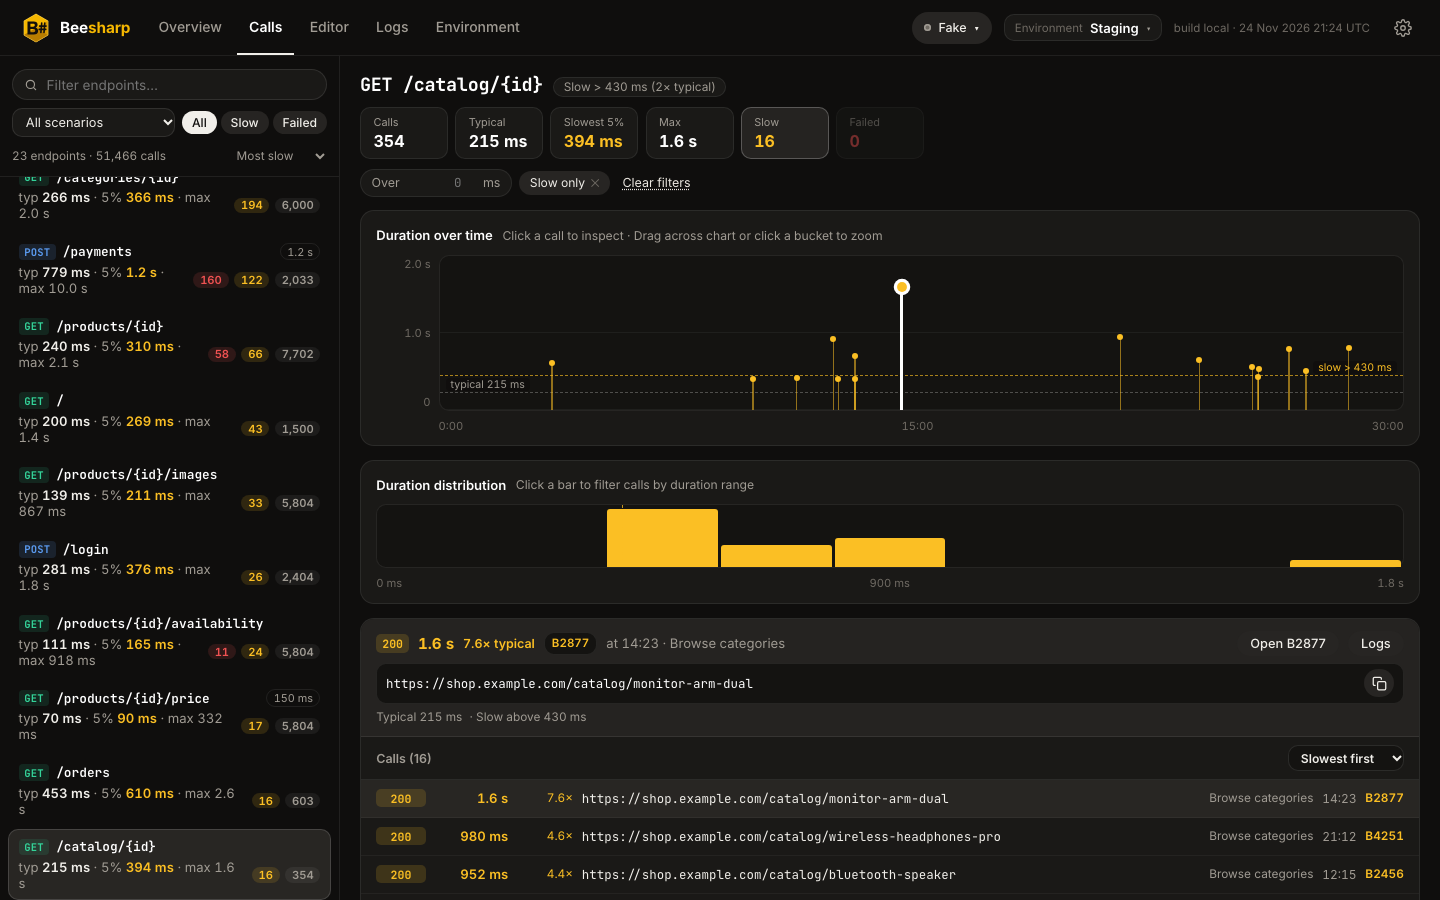 B# Beesharp Overview Calls Editor Logs Environment Fake ▾ Environment Staging build local · 24 Nov 2026 21:24 UTC
Filter endpoints...
All scenarios All Slow Failed
23 endpoints · 51,466 calls Most slow
GET /categories/{id}
typ 266 ms · 5% 366 ms · max 2.0 s 194 6,000
POST /payments 1.2 s
typ 779 ms · 5% 1.2 s · max 10.0 s 160 122 2,033
GET /products/{id}
typ 240 ms · 5% 310 ms · max 2.1 s 58 66 7,702
GET /
typ 200 ms · 5% 269 ms · max 1.4 s 43 1,500
GET /products/{id}/images
typ 139 ms · 5% 211 ms · max 867 ms 33 5,804
POST /login
typ 281 ms · 5% 376 ms · max 1.8 s 26 2,404
GET /products/{id}/availability
typ 111 ms · 5% 165 ms · max 918 ms 11 24 5,804
GET /products/{id}/price 150 ms
typ 70 ms · 5% 90 ms · max 332 ms 17 5,804
GET /orders
typ 453 ms · 5% 610 ms · max 2.6 s 16 603
GET /catalog/{id}
typ 215 ms · 5% 394 ms · max 1.6 s 16 354
GET /catalog/{id} Slow > 430 ms (2× typical)
Calls Typical Slowest 5% Max Slow Failed
354 215 ms 394 ms 1.6 s 16 0
Over 0 ms Slow only × Clear filters
Duration over time Click a call to inspect · Drag across chart or click a bucket to zoom
2.0 s
1.0 s
slow > 430 ms
typical 215 ms
0
0:00 15:00 30:00
Duration distribution Click a bar to filter calls by duration range
0 ms 900 ms 1.8 s
200 1.6 s 7.6× typical B2877 at 14:23 · Browse categories Open B2877 Logs
https://shop.example.com/catalog/monitor-arm-dual
Typical 215 ms · Slow above 430 ms
Calls (16) Slowest first
200 1.6 s 7.6× https://shop.example.com/catalog/monitor-arm-dual Browse categories 14:23 B2877
200 980 ms 4.6× https://shop.example.com/catalog/wireless-headphones-pro Browse categories 21:12 B4251
200 952 ms 4.4× https://shop.example.com/catalog/bluetooth-speaker Browse categories 12:15 B2456